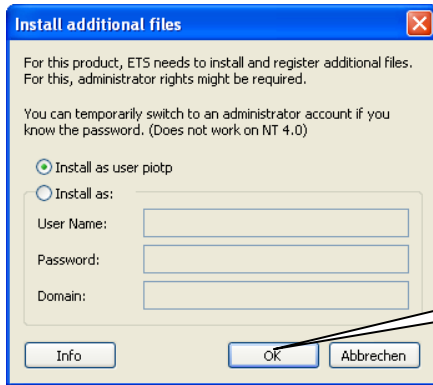 Install additional files
For this product, ETS needs to install and register additional files.
For this, administrator rights might be required.
You can temporarily switch to an administrator account if you
know the password. (Does not work on NT 4.0)
Install as user piotp
Install as:
User Name:
Password:
Domain:
Info
OK
Abbrechen